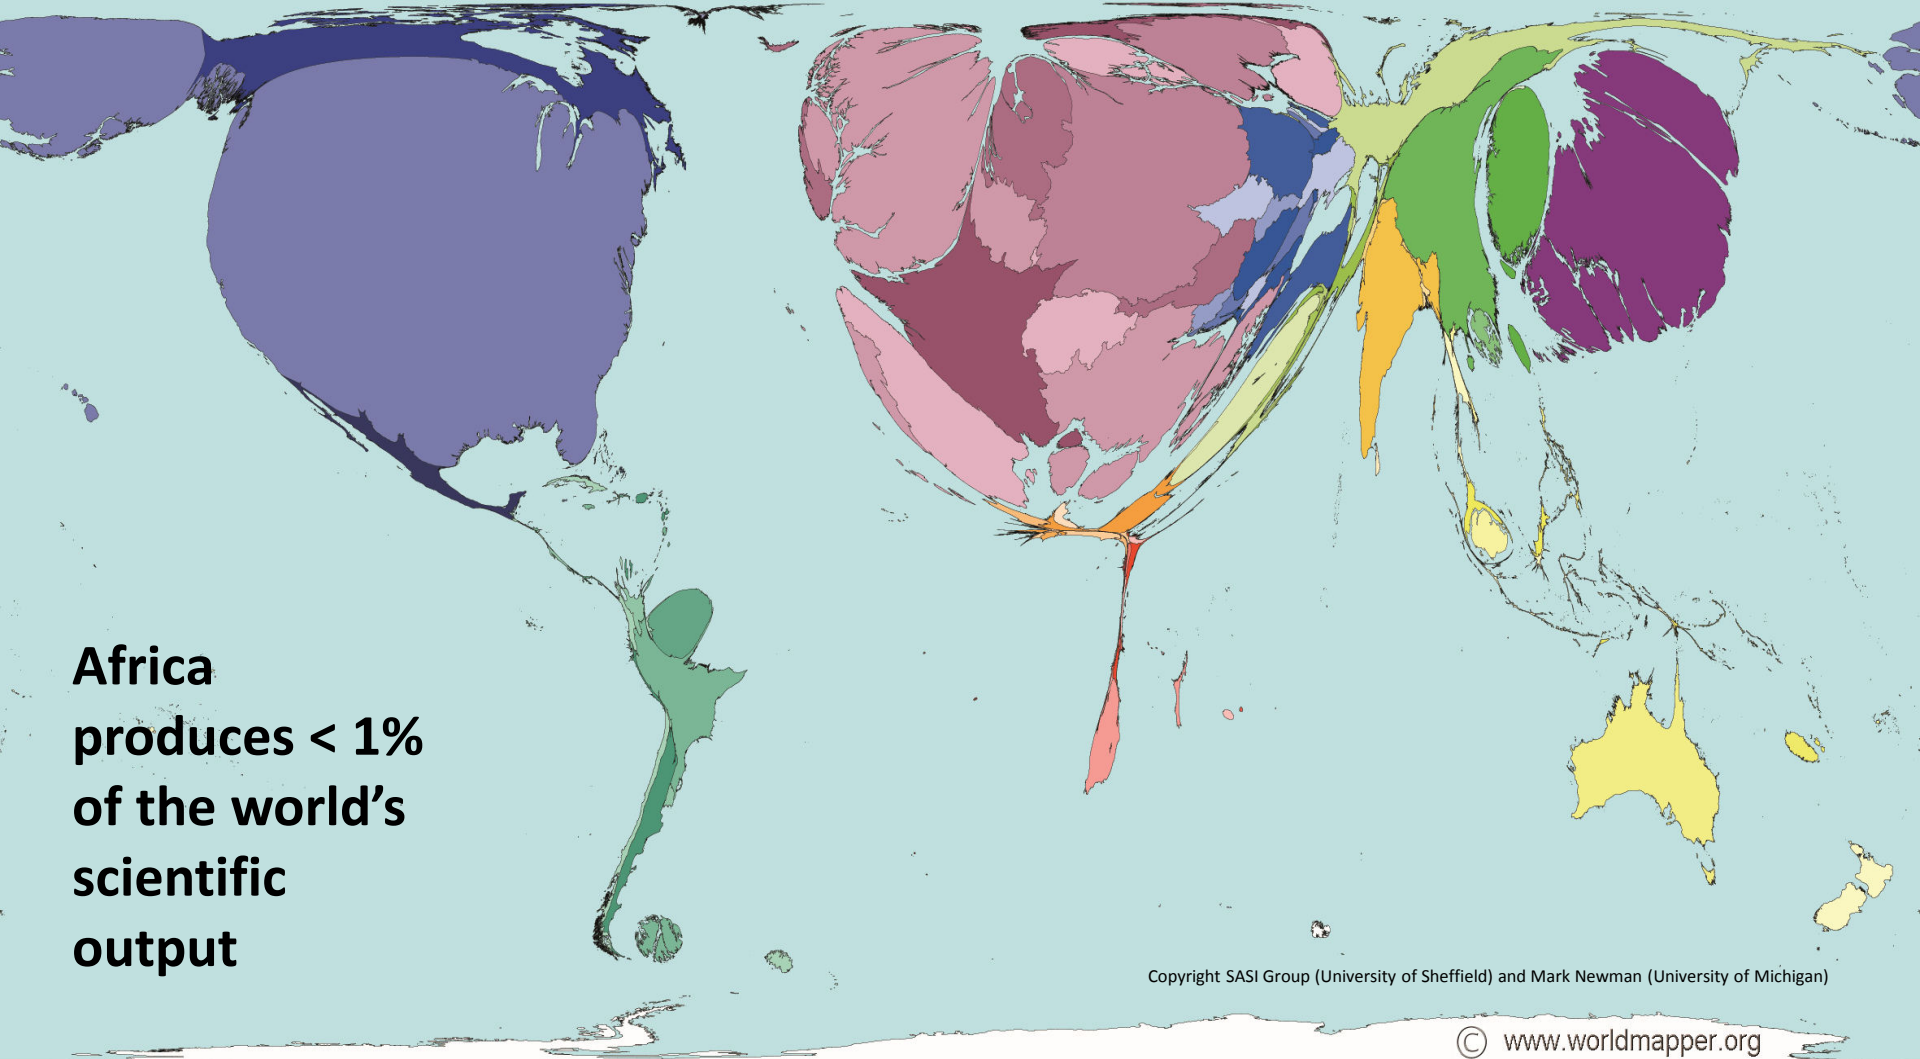 Africa
produces < 1%
of the world’s
scientific
output
Copyright SASI Group (University of Sheffield) and Mark Newman (University of Michigan)
© www.worldmapper.org